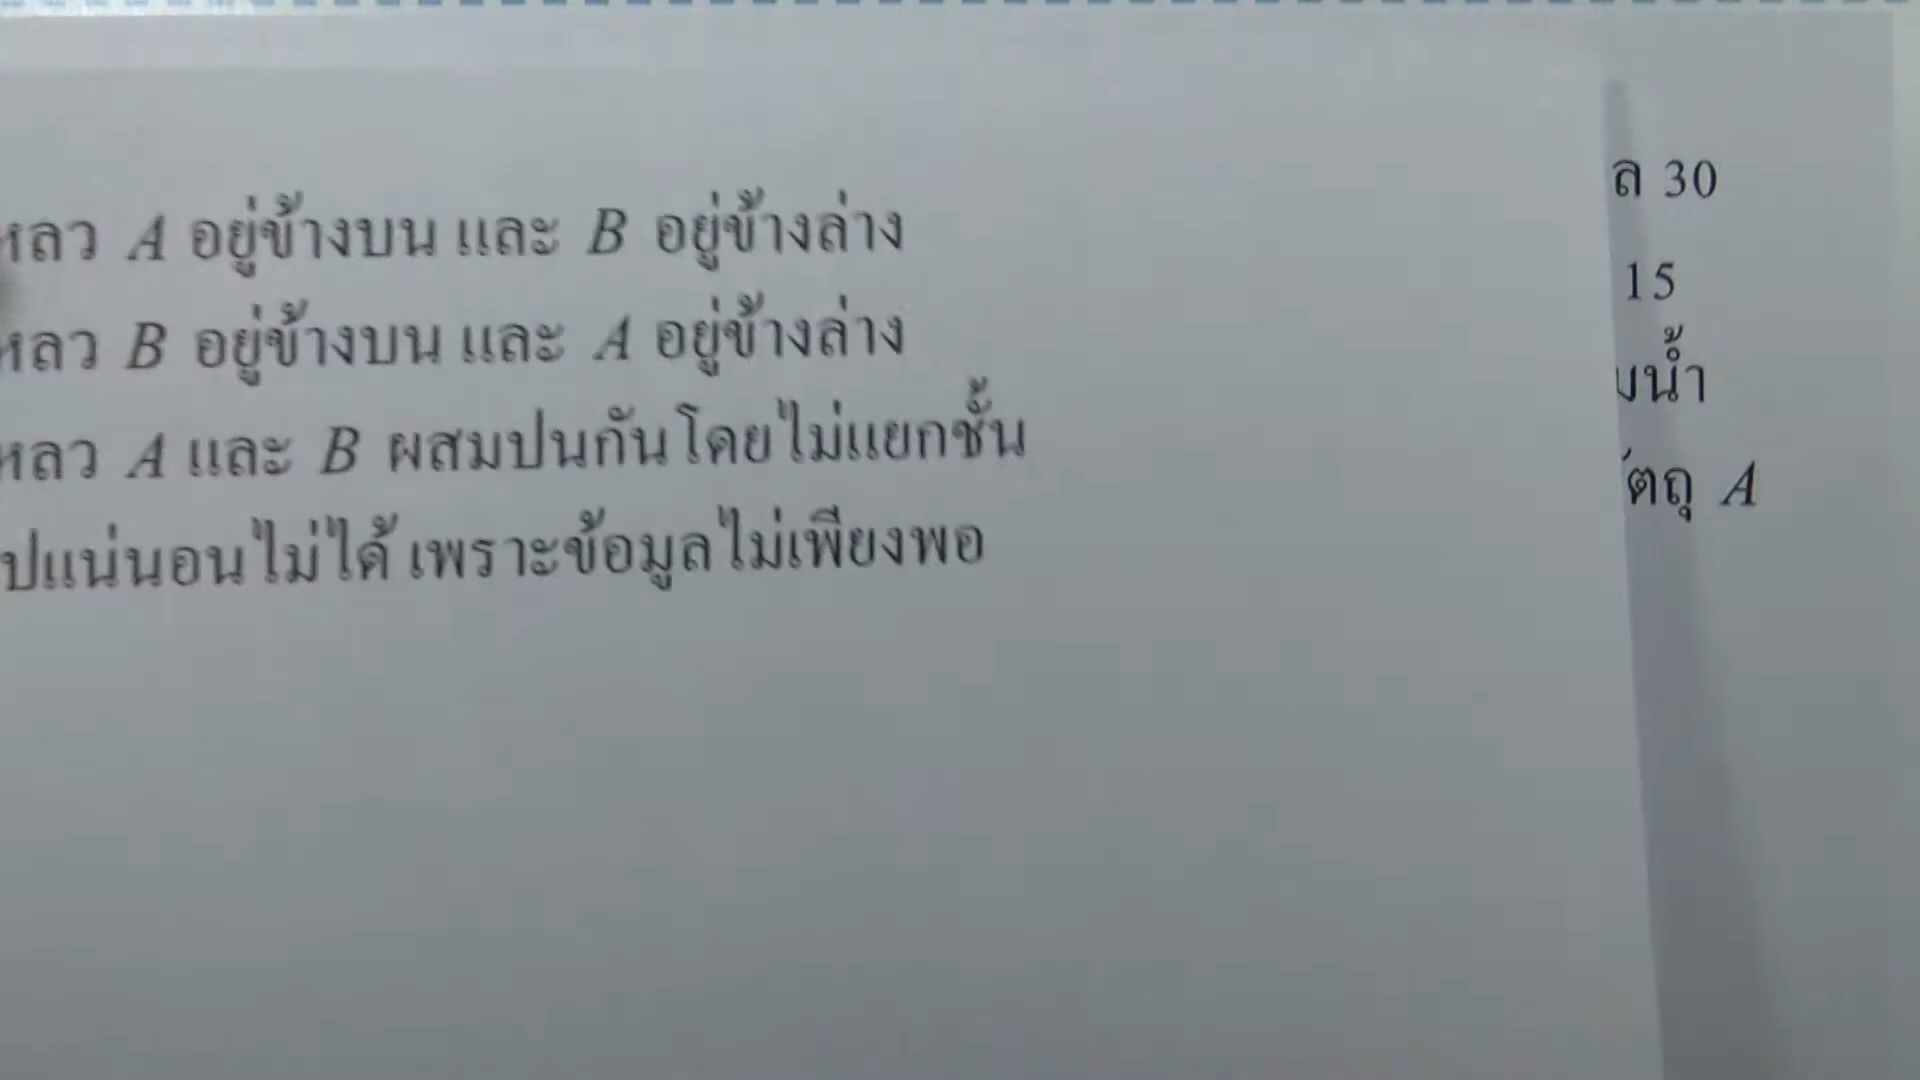 หลว A อยู่ข้างบน และ B อยู่ข้างล่าง
หลว B อยู่ข้างบน และ A อยู่ข้างล่าง
หลว A และ B ผสมปนกันโดยไม่แยกชั้น
ปแน่นอนไม่ได้ เพราะข้อมูลไม่เพียงพอ
ล 30
15
มน้ำ
ัตถุ A